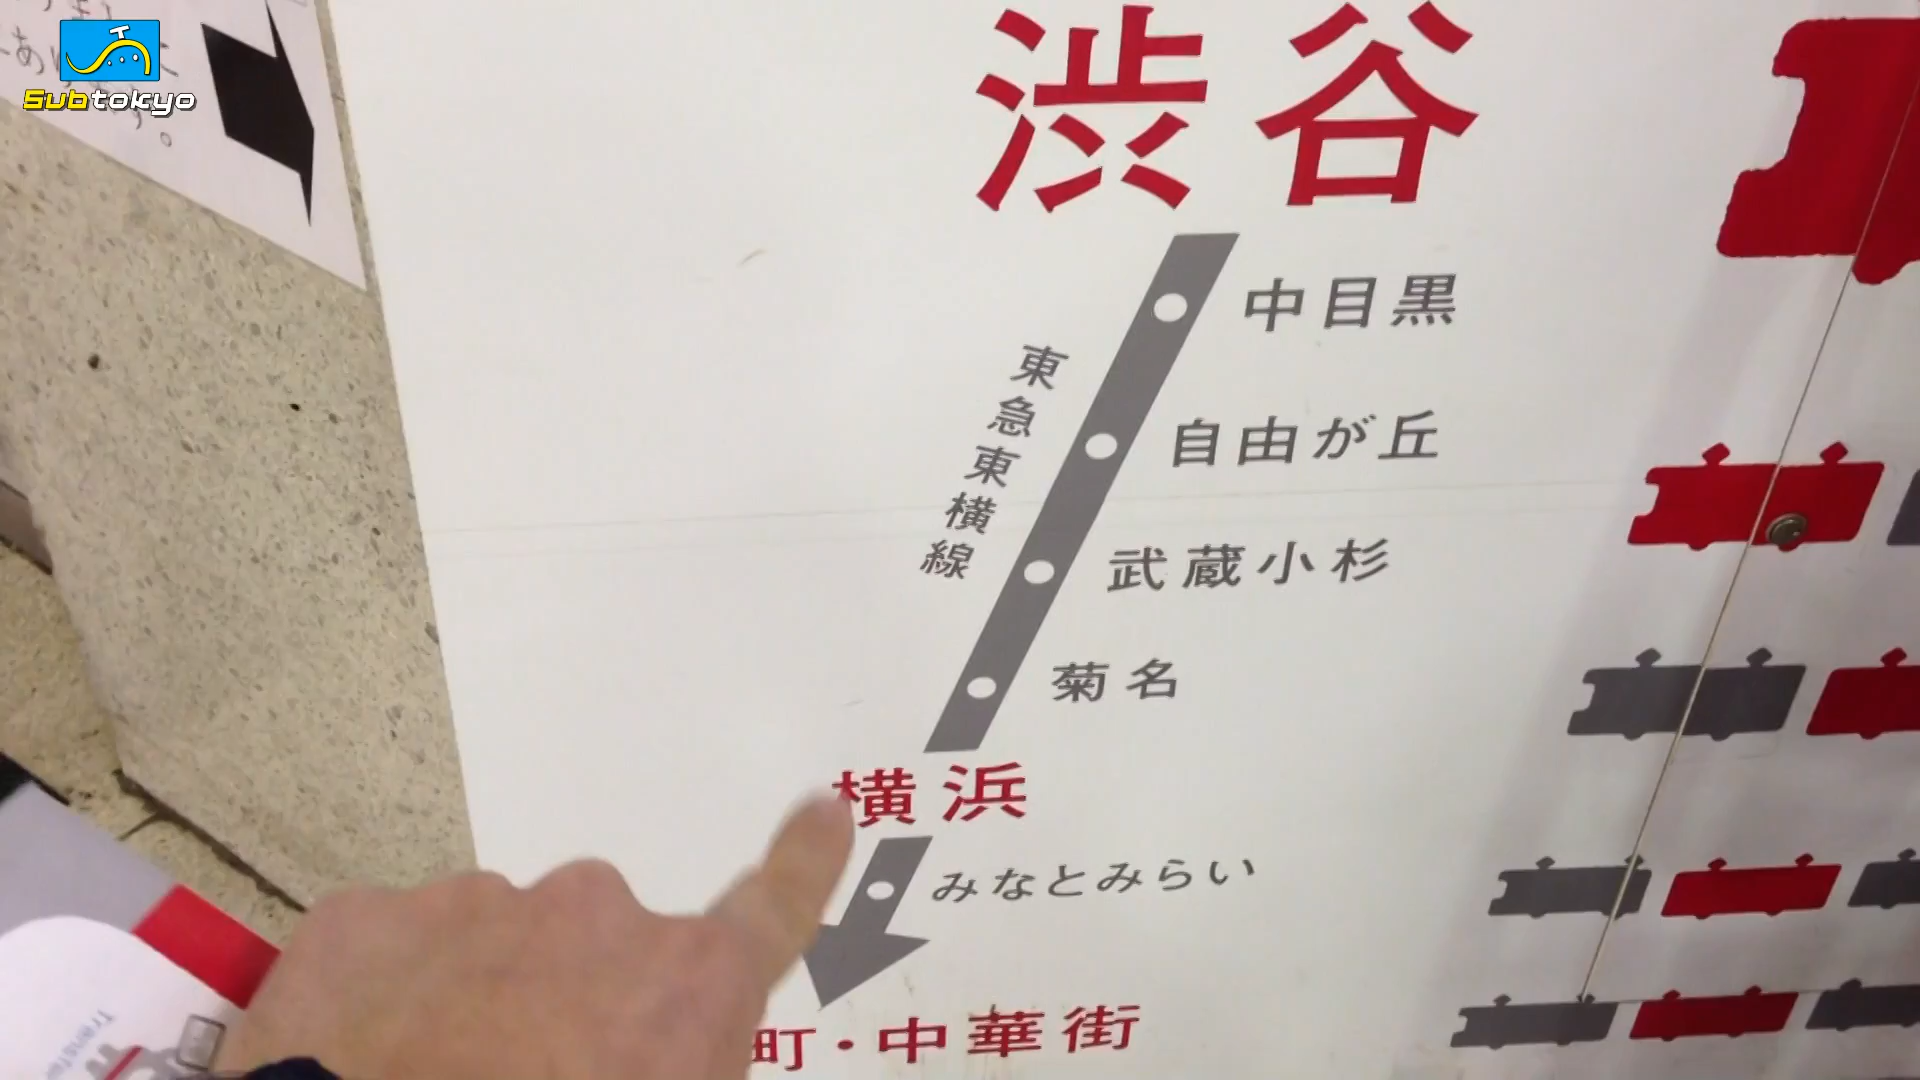 Subtokyo
渋谷
中目黒
自由が丘
東急東横線
武蔵小杉
菊名
横浜
みなとみらい
町・中華街